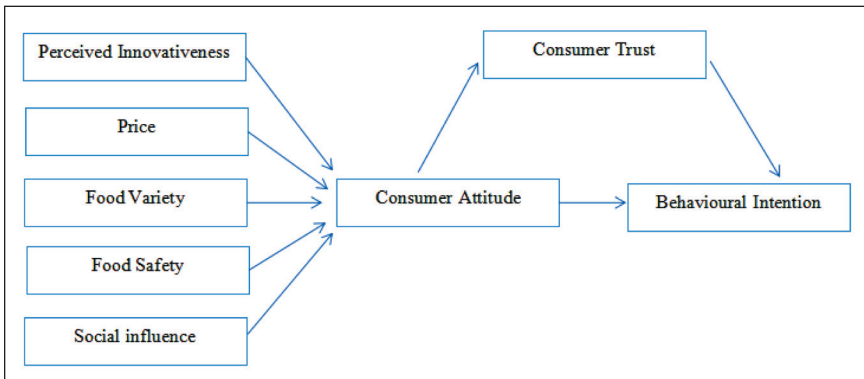 Perceived Innovativeness
Consumer Trust
Price
Food Variety
Consumer Attitude
Behavioural Intention
Food Safety
Social influence